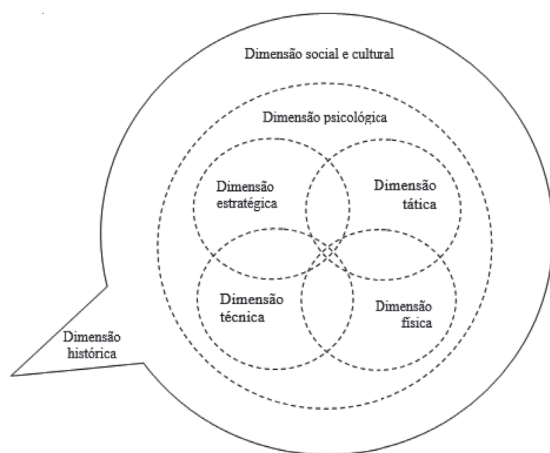 Dimensão social e cultural
Dimensão psicológica
Dimensão
estratégica
Dimensão
tática
Dimensão
técnica
Dimensão
física
Dimensão
histórica